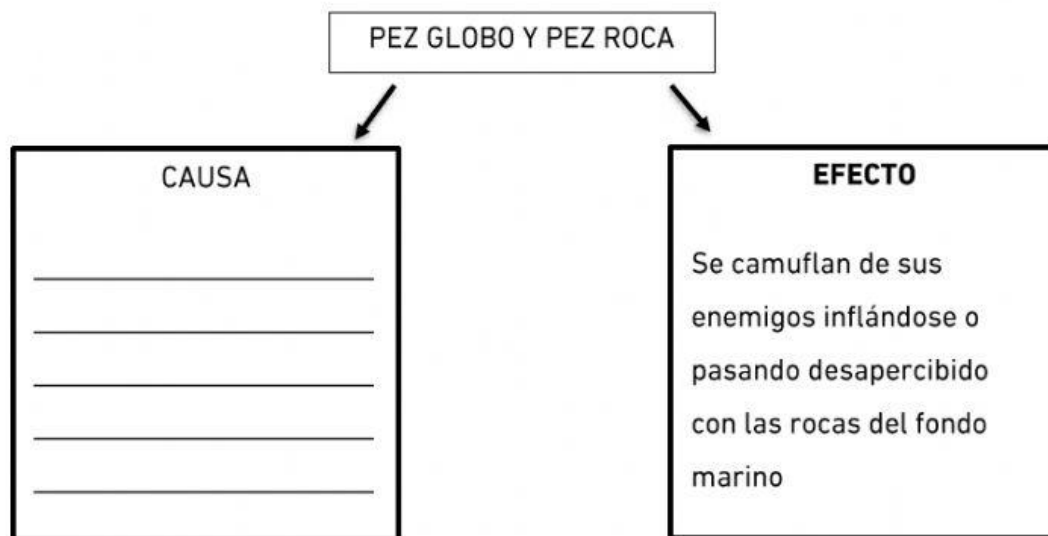 PEZ GLOBO Y PEZ ROCA
CAUSA
EFECTO
Se camuflan de sus
enemigos inflándose o
pasando desapercibido
con las rocas del fondo
marino